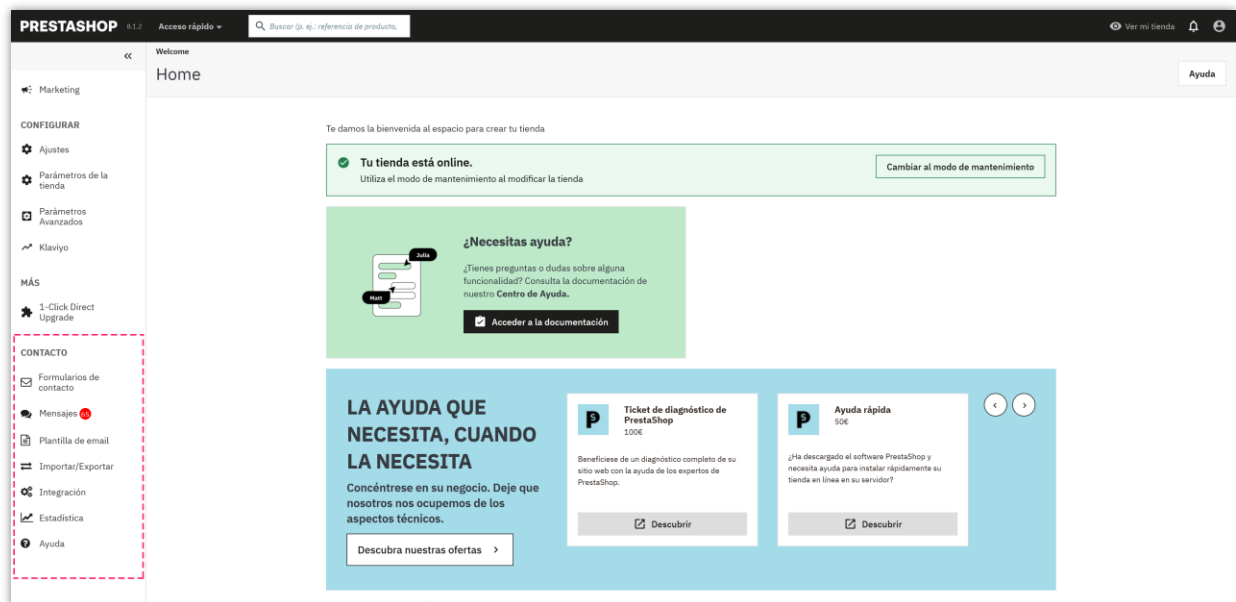 PRESTASHOP 8.1.2 Acceso rápido
Buscar (p. ej.: referencia de producto,
Ver mi tienda
Welcome
Home
Ayuda
Marketing
CONFIGURAR
Ajustes
Parámetros de la
tienda
Parámetros
Avanzados
Klaviyo
MÁS
1-Click Direct
Upgrade
CONTACTO
Formularios de
contacto
Mensajes 65
Plantilla de email
Importar/Exportar
Integración
Estadística
Ayuda
Te damos la bienvenida al espacio para crear tu tienda
Tu tienda está online.
Utiliza el modo de mantenimiento al modificar la tienda
Cambiar al modo de mantenimiento
Julia
Matt
¿Necesitas ayuda?
¿Tienes preguntas o dudas sobre alguna
funcionalidad? Consulta la documentación de
nuestro Centro de Ayuda.
Acceder a la documentación
LA AYUDA QUE
NECESITA, CUANDO
LA NECESITA
Concéntrese en su negocio. Deje que
nosotros nos ocupemos de los
aspectos técnicos.
Descubra nuestras ofertas
Ticket de diagnóstico de
PrestaShop
100€
Benefíciese de un diagnóstico completo de su
sitio web con la ayuda de los expertos de
PrestaShop.
Descubrir
Ayuda rápida
50€
¿Ha descargado el software PrestaShop y
necesita ayuda para instalar rápidamente su
tienda en línea en su servidor?
Descubrir